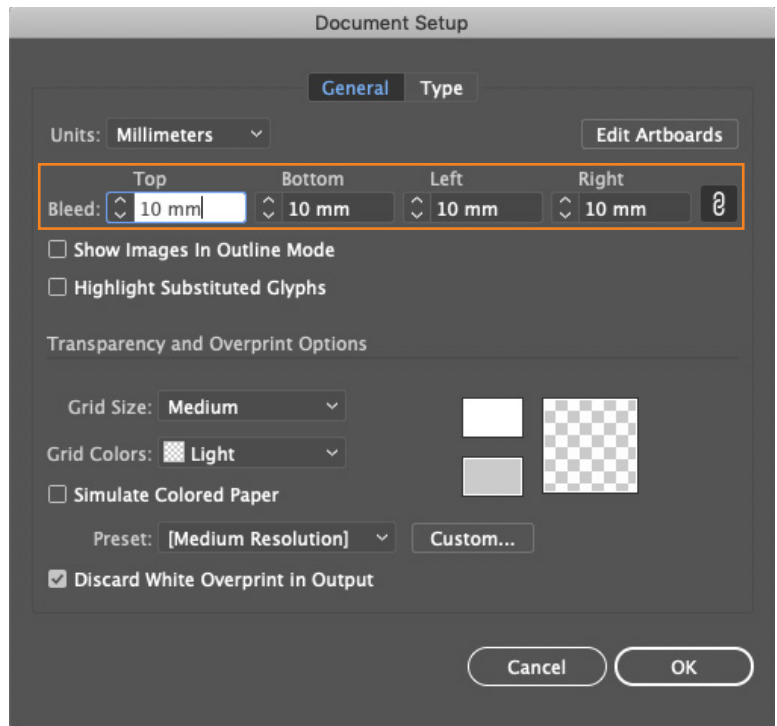 Document Setup
General Type
Units: Millimeters Edit Artboards
Top Bottom Left Right
Bleed: 10 mm 10 mm 10 mm 10 mm
Show Images In Outline Mode
Highlight Substituted Glyphs
Transparency and Overprint Options
Grid Size: Medium
Grid Colors: Light
Simulate Colored Paper
Preset: [Medium Resolution] Custom...
Discard White Overprint in Output
Cancel OK